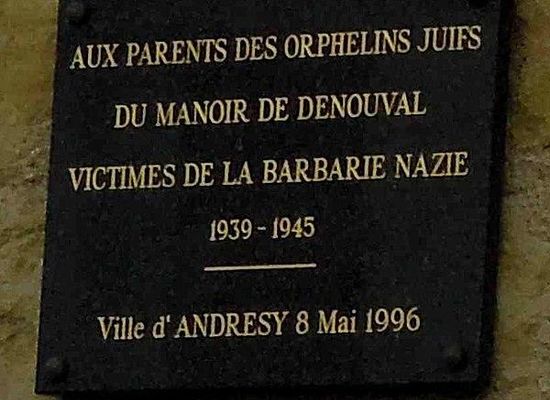 AUX PARENTS DES ORPHELINS JUIFS
DU MANOIR DE DENOUVAL
VICTIMES DE LA BARBARIE NAZIE
1939 - 1945
Ville d'ANDRESY 8 Mai 1996